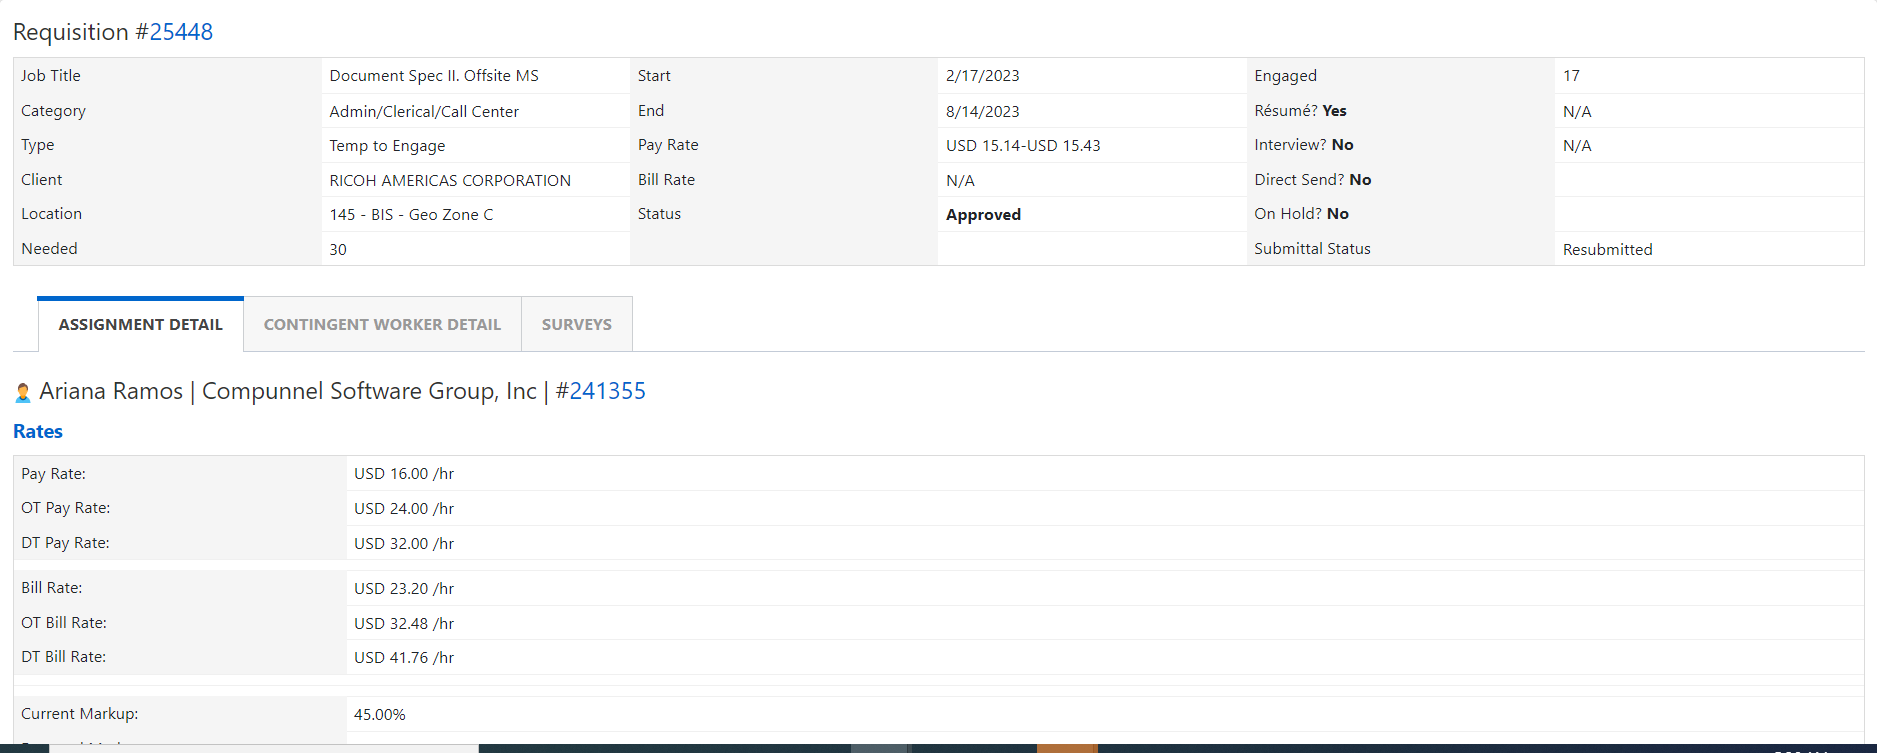 Requisition #25448
Job Title Document Spec II. Offsite MS Start 2/17/2023 Engaged 17
Category Admin/Clerical/Call Center End 8/14/2023 Résumé? Yes N/A
Type Temp to Engage Pay Rate USD 15.14-USD 15.43 Interview? No N/A
Client RICOH AMERICAS CORPORATION Bill Rate N/A Direct Send? No
Location 145 - BIS - Geo Zone C Status Approved On Hold? No
Needed 30 Submittal Status Resubmitted
ASSIGNMENT DETAIL CONTINGENT WORKER DETAIL SURVEYS
Ariana Ramos | Compunnel Software Group, Inc | #241355
Rates
Pay Rate: USD 16.00 /hr
OT Pay Rate: USD 24.00 /hr
DT Pay Rate: USD 32.00 /hr
Bill Rate: USD 23.20 /hr
OT Bill Rate: USD 32.48 /hr
DT Bill Rate: USD 41.76 /hr
Current Markup: 45.00%